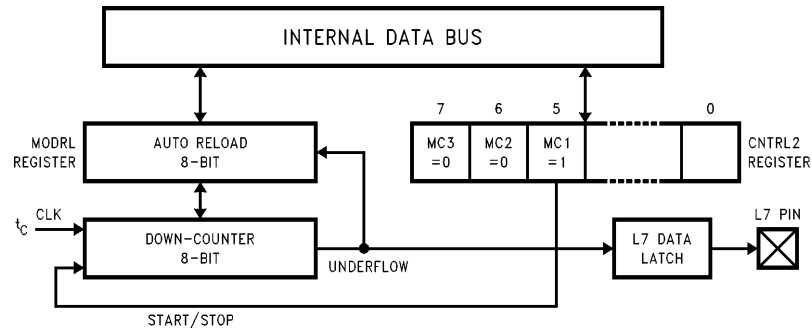 INTERNAL DATA BUS
7 6 5 0
MODRL
REGISTER
AUTO RELOAD
8-BIT
MC3
=0
MC2
=0
MC1
=1
CNTRL2
REGISTER
tC CLK
DOWN-COUNTER
8-BIT
UNDERFLOW
L7 DATA
LATCH
L7 PIN
START/STOP